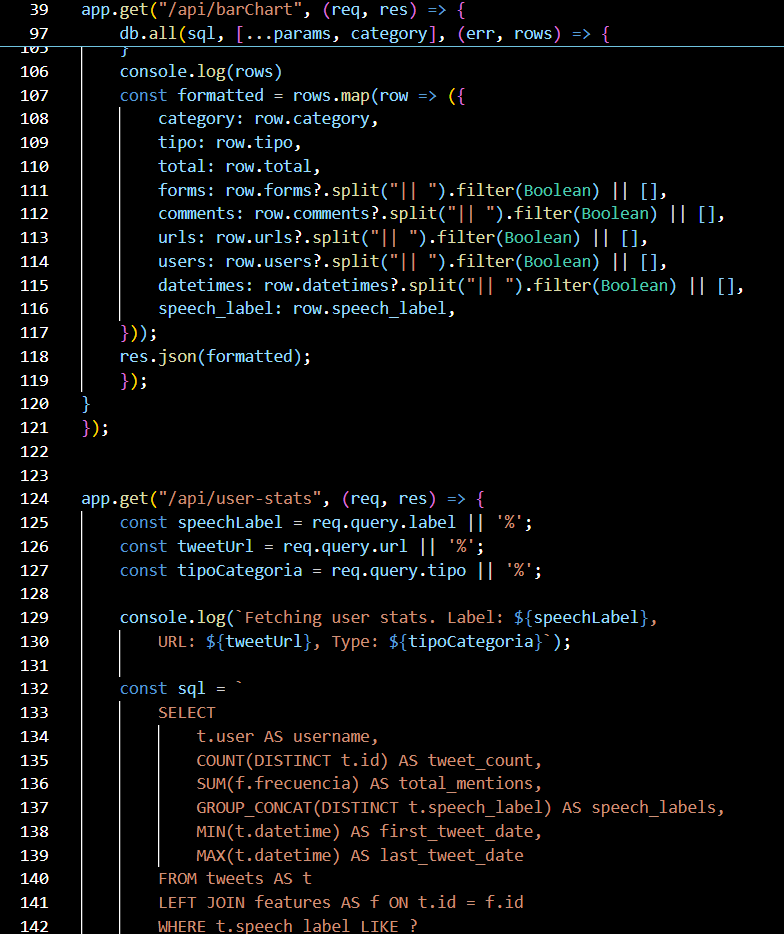 39 app.get("/api/barChart", (req, res) => {
97 db.all(sql, [...params, category], (err, rows) => {
105 }
106 console.log(rows)
107 const formatted = rows.map(row => ({
108 category: row.category,
109 tipo: row.tipo,
110 total: row.total,
111 forms: row.forms?.split("|| ").filter(Boolean) || [],
112 comments: row.comments?.split("|| ").filter(Boolean) || [],
113 urls: row.urls?.split("|| ").filter(Boolean) || [],
114 users: row.users?.split("|| ").filter(Boolean) || [],
115 datetimes: row.datetimes?.split("|| ").filter(Boolean) || [],
116 speech_label: row.speech_label,
117 }));
118 res.json(formatted);
119 });
120 }
121 });
122
123
124 app.get("/api/user-stats", (req, res) => {
125 const speechLabel = req.query.label || '%';
126 const tweetUrl = req.query.url || '%';
127 const tipoCategoria = req.query.tipo || '%';
128
129 console.log(`Fetching user stats. Label: ${speechLabel},
130 URL: ${tweetUrl}, Type: ${tipoCategoria}`);
131
132 const sql = `
133 SELECT
134 t.user AS username,
135 COUNT(DISTINCT t.id) AS tweet_count,
136 SUM(f.frecuencia) AS total_mentions,
137 GROUP_CONCAT(DISTINCT t.speech_label) AS speech_labels,
138 MIN(t.datetime) AS first_tweet_date,
139 MAX(t.datetime) AS last_tweet_date
140 FROM tweets AS t
141 LEFT JOIN features AS f ON t.id = f.id
142 WHERE t.speech_label LIKE ?